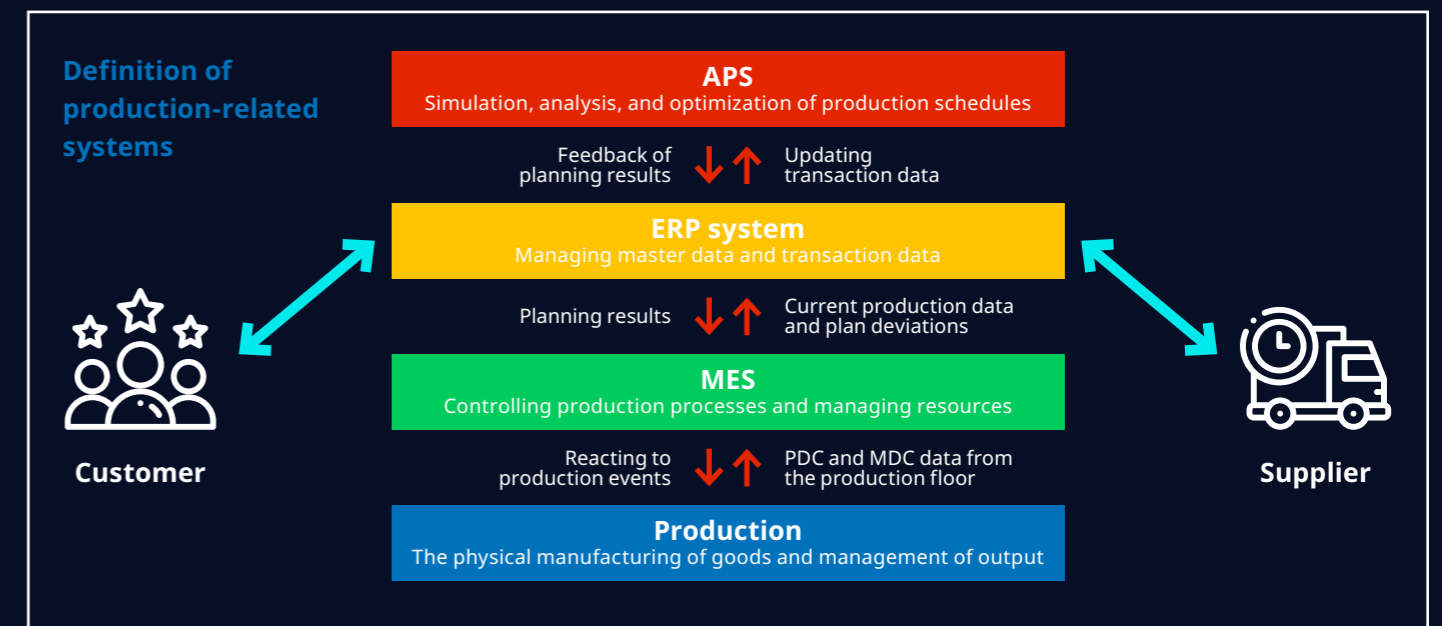 Definition of
production-related
systems
APS
Simulation, analysis, and optimization of production schedules
Feedback of
planning results
Updating
transaction data
ERP system
Managing master data and transaction data
Planning results
Current production data
and plan deviations
MES
Controlling production processes and managing resources
Reacting to
production events
PDC and MDC data from
the production floor
Production
The physical manufacturing of goods and management of output
Customer
Supplier